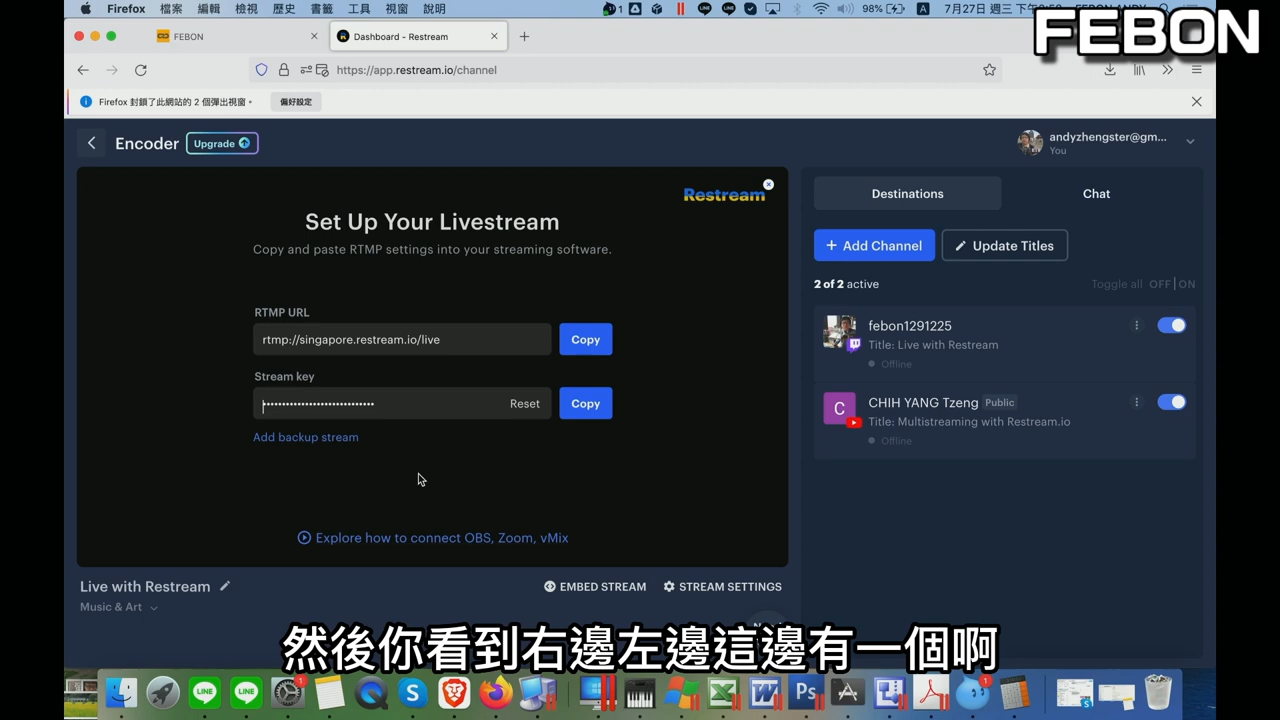 Firefox 檔案 編輯 檢視 歷史 書籤 工具 視窗 說明 1 A 98% 7月27日 週三
FEBON
FEBON
Dashboard - Restream
https://app.restream.io/channel
Firefox 封鎖了此網站的 2 個彈出視窗。 偏好設定
Encoder
Upgrade
andyzhengster@gm...
You
Restream
Set Up Your Livestream
Copy and paste RTMP settings into your streaming software.
RTMP URL
rtmp://singapore.restream.io/live
Copy
Stream key
Reset
Copy
Add backup stream
Explore how to connect OBS, Zoom, vMix
Live with Restream
Music & Art
EMBED STREAM
STREAM SETTINGS
Destinations
Chat
+ Add Channel
Update Titles
2 of 2 active
Toggle all OFF ON
febon1291225
Title: Live with Restream
Offline
C
CHIH YANG Tzeng Public
Title: Multistreaming with Restream.io
Offline
然後你看到右邊左邊這邊有一個啊